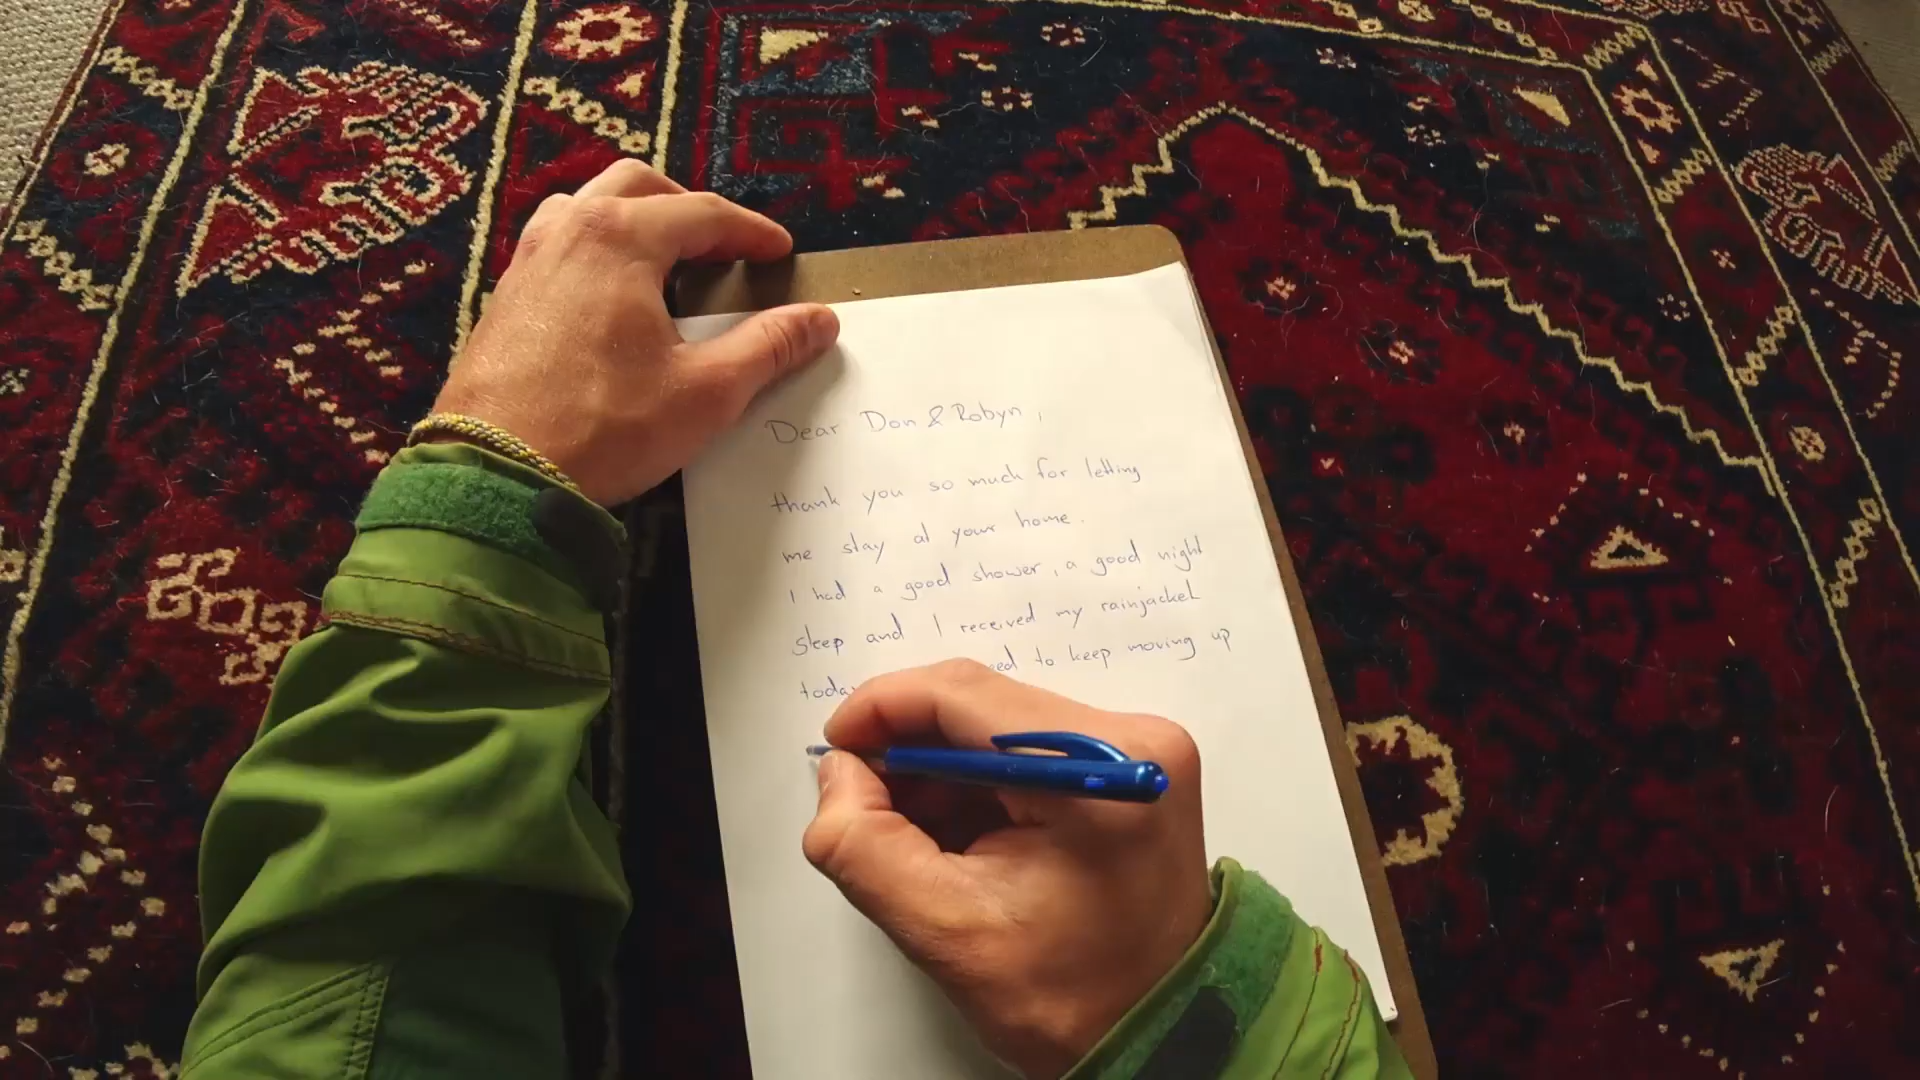 Dear Don & Robyn,
thank you so much for letting
me stay at your home.
I had a good shower, a good night
sleep and I received my rainjacket
today to keep moving up